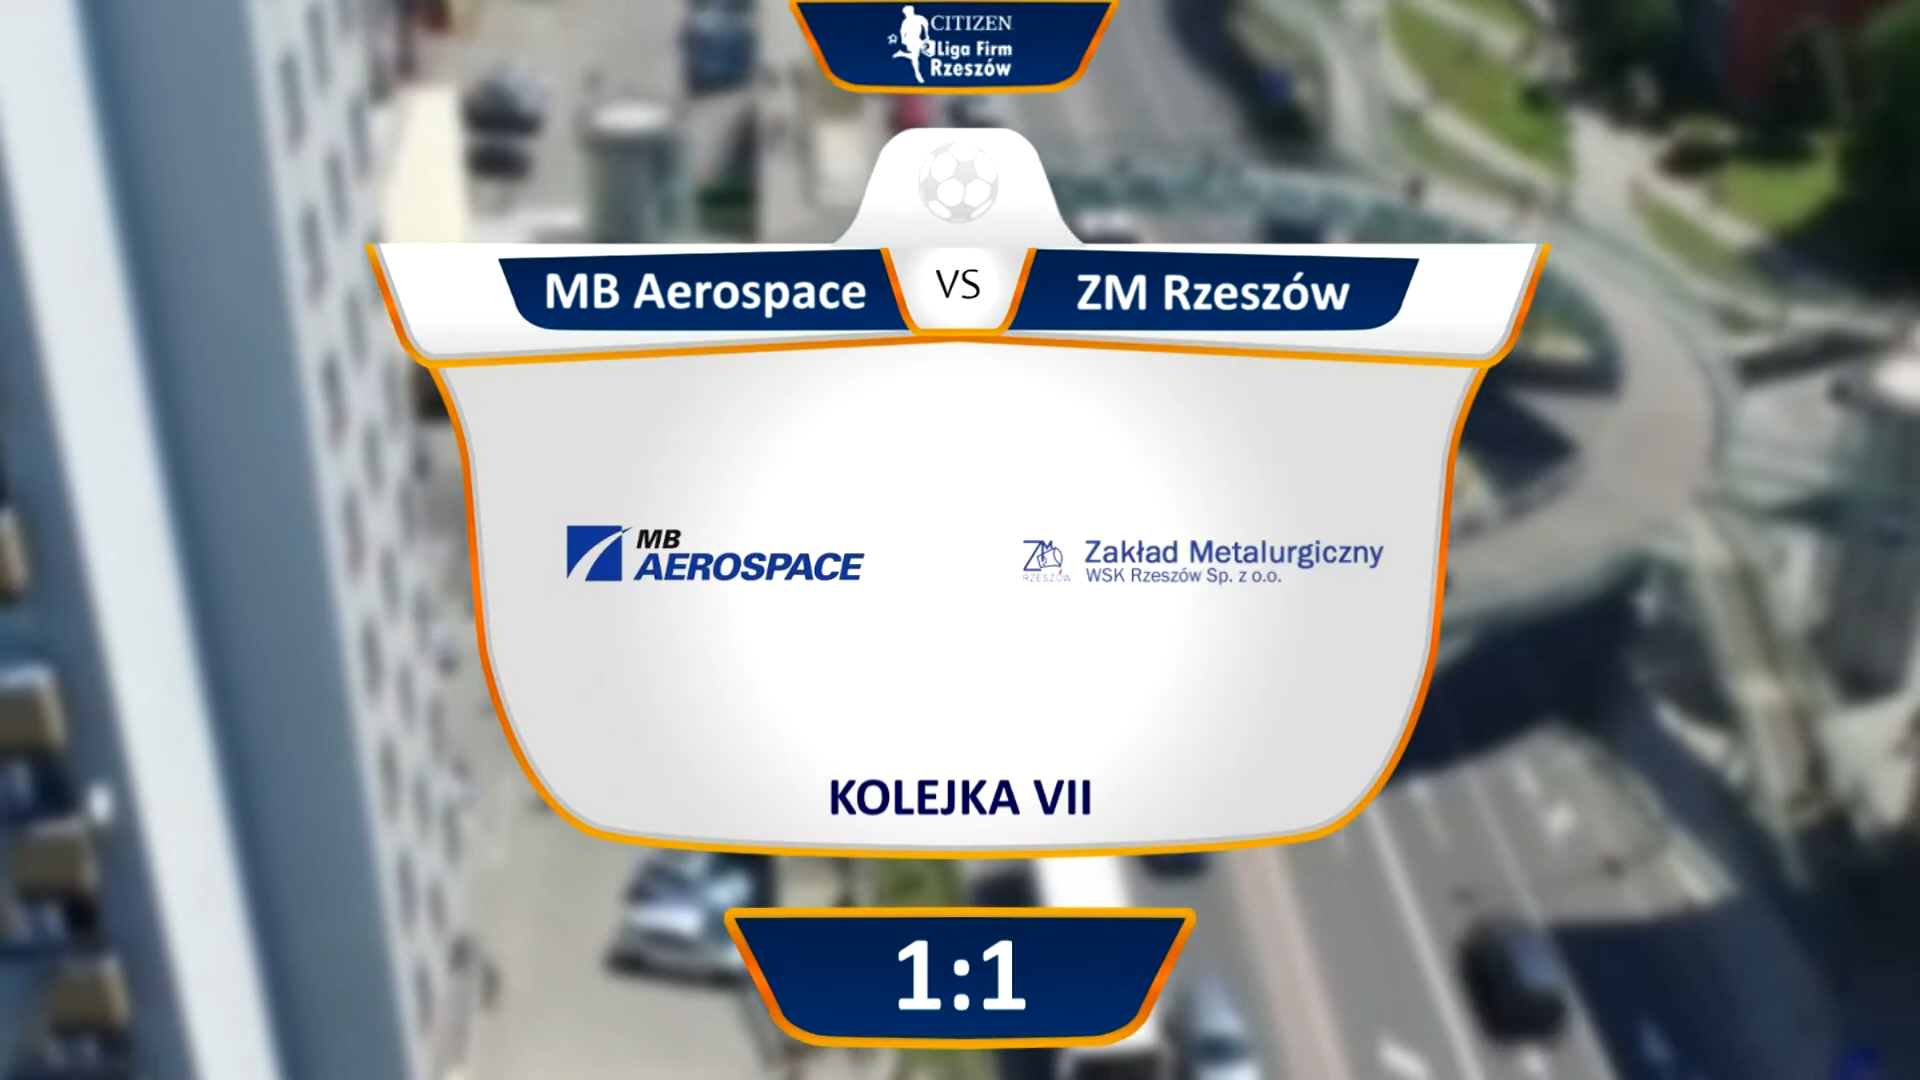 CITIZEN
Liga Firm
Rzeszów
MB Aerospace
VS
ZM Rzeszów
MB
AEROSPACE
RZESZÓW
Zakład Metalurgiczny
WSK Rzeszów Sp. z o.o.
KOLEJKA VII
1:1